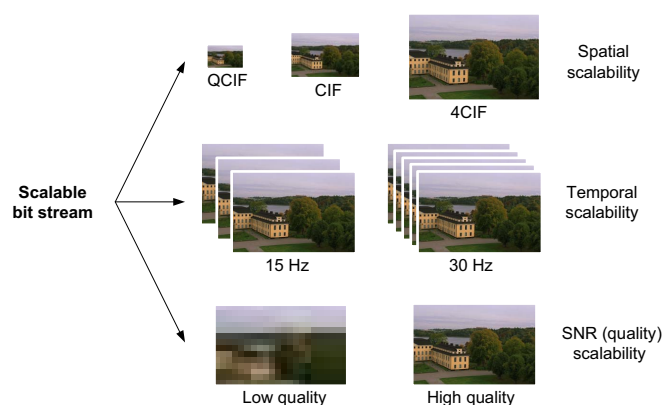 QCIF
CIF
4CIF
Spatial
scalability
Scalable
bit stream
15 Hz
30 Hz
Temporal
scalability
Low quality
High quality
SNR (quality)
scalability